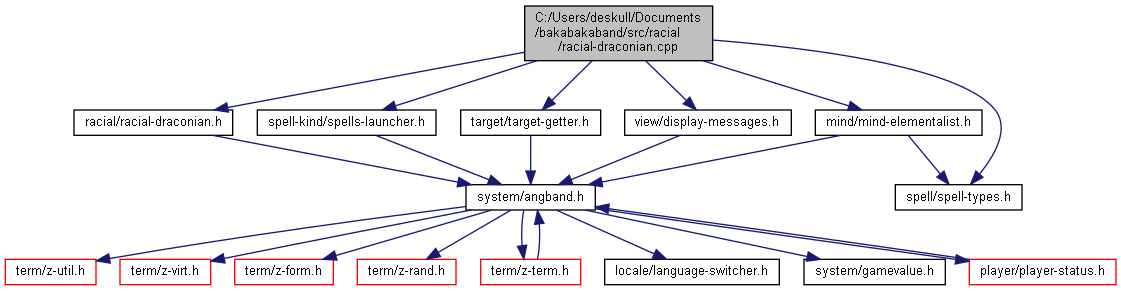 C:/Users/deskull/Documents
/bakabakaband/src/racial
/racial-draconian.cpp
racial/racial-draconian.h
spell-kind/spells-launcher.h
target/target-getter.h
view/display-messages.h
mind/mind-elementalist.h
system/angband.h
spell/spell-types.h
term/z-util.h
term/z-virt.h
term/z-form.h
term/z-rand.h
term/z-term.h
locale/language-switcher.h
system/gamevalue.h
player/player-status.h